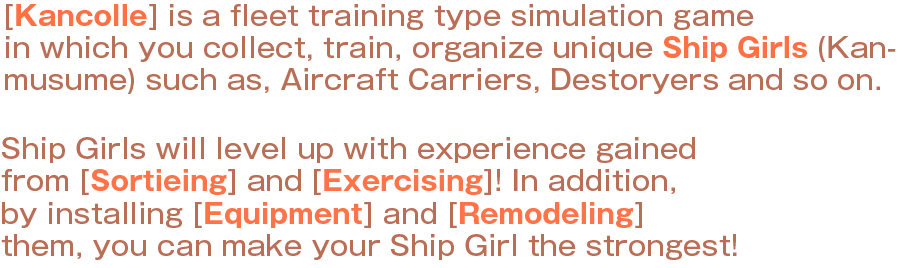 [Kancolle] is a fleet training type simulation game
in which you collect, train, organize unique Ship Girls (Kan-
musume) such as, Aircraft Carriers, Destoryers and so on.
Ship Girls will level up with experience gained
from [Sortieing] and [Exercising]! In addition,
by installing [Equipment] and [Remodeling]
them, you can make your Ship Girl the strongest!